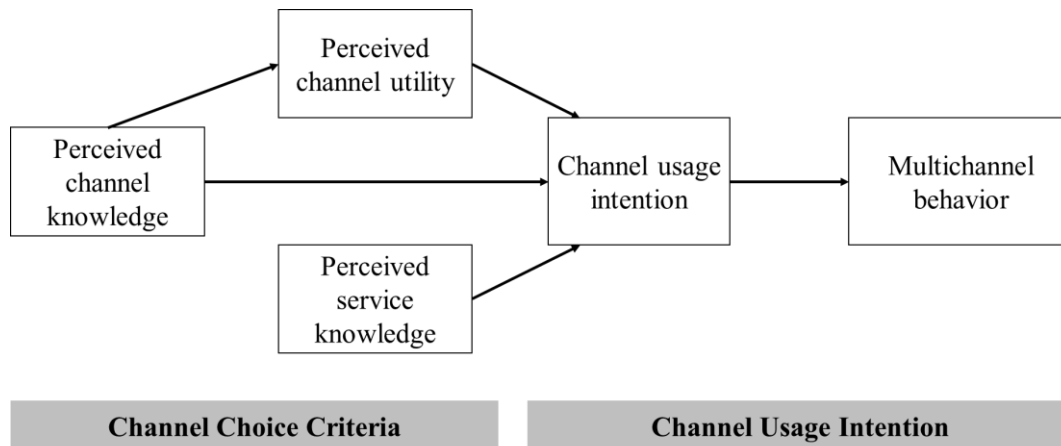 Perceived
channel utility
Perceived
channel
knowledge
Channel usage
intention
Multichannel
behavior
Perceived
service
knowledge
Channel Choice Criteria
Channel Usage Intention